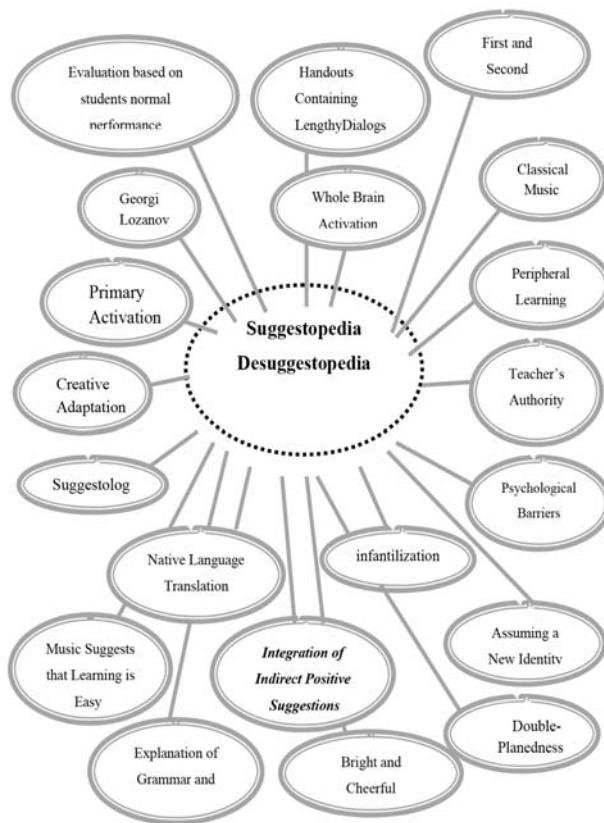 Evaluation based on
students normal
performance
Handouts
Containing
LengthyDialogs
First and
Second
Georgi
Lozanov
Whole Brain
Activation
Classical
Music
Primary
Activation
Peripheral
Learning
Suggestopedia
Desuggestopedia
Creative
Adaptation
Teacher's
Authority
Suggestolog
Psychological
Barriers
Native Language
Translation
infantilization
Music Suggests
that Learning is
Easy
Integration of
Indirect Positive
Suggestions
Assuming a
New Identity
Double-
Planedness
Explanation of
Grammar and
Bright and
Cheerful